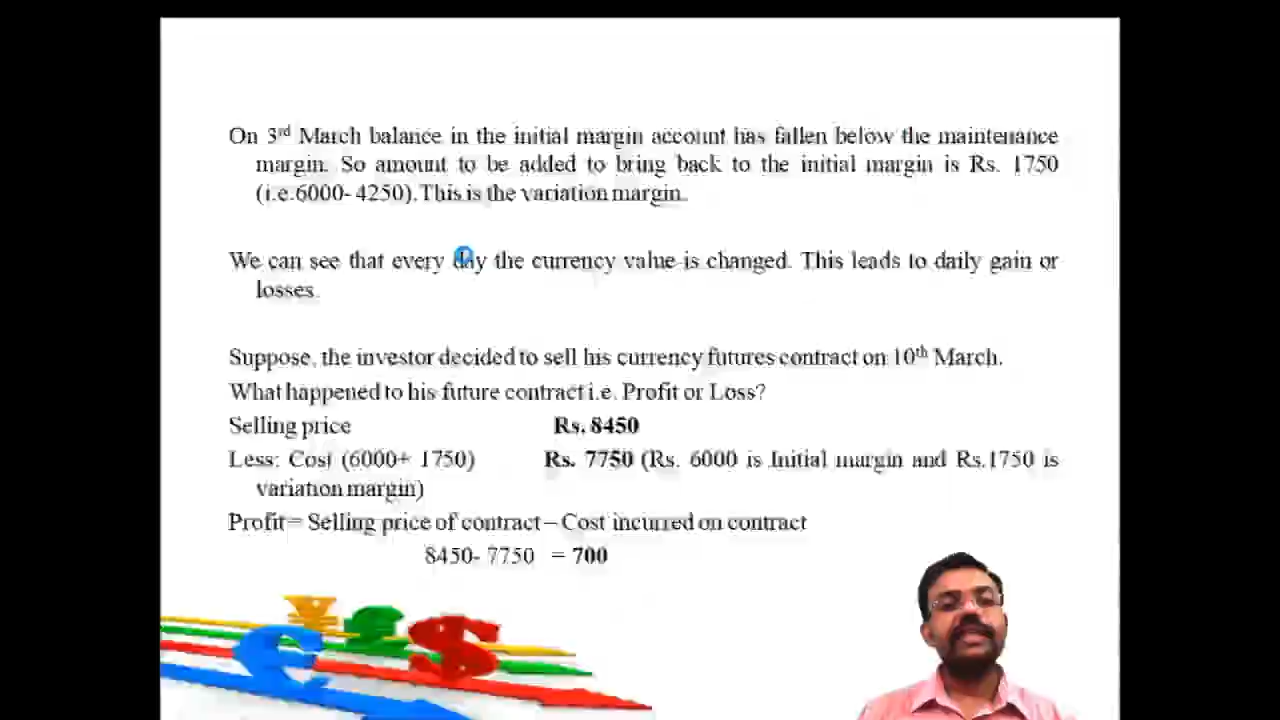 On 3rd March balance in the initial margin account has fallen below the maintenance
margin. So amount to be added to bring back to the initial margin is Rs. 1750
(i.e.6000- 4250). This is the variation margin.
We can see that every day the currency value is changed. This leads to daily gain or
losses.
Suppose, the investor decided to sell his currency futures contract on 10th March.
What happened to his future contract i.e. Profit or Loss?
Selling price Rs. 8450
Less: Cost (6000+ 1750) Rs. 7750 (Rs. 6000 is Initial margin and Rs.1750 is
variation margin)
Profit= Selling price of contract – Cost incurred on contract
8450- 7750 = 700